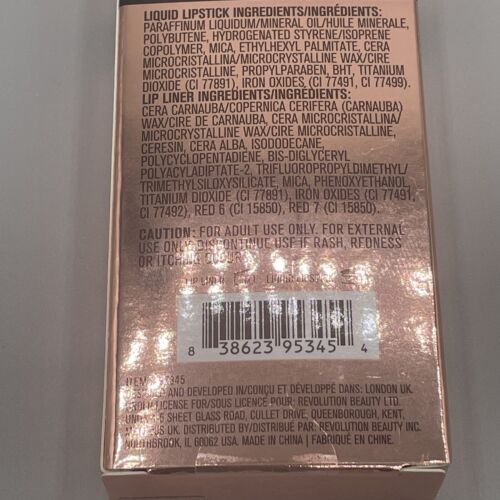 LIQUID LIPSTICK INGREDIENTS/INGRÉDIENTS:
PARAFFINUM LIQUIDUM/MINERAL OIL/HUILE MINERALE,
POLYBUTENE, HYDROGENATED STYRENE/ISOPRENE
COPOLYMER, MICA, ETHYLHEXYL PALMITATE, CERA
MICROCRISTALLINA/MICROCRYSTALLINE WAX/CIRE
MICROCRISTALLINE, PROPYLPARABEN, BHT, TITANIUM
DIOXIDE (CI 77891), IRON OXIDES (CI 77491, CI 77499).
LIP LINER INGREDIENTS/INGRÉDIENTS:
CERA CARNAUBA/COPERNICA CERIFERA (CARNAUBA)
WAX/CIRE DE CARNAUBA, CERA MICROCRISTALLINA/
MICROCRYSTALLINE WAX/CIRE MICROCRISTALLINE,
CERESIN, CERA ALBA, ISODODECANE,
POLYCYCLOPENTADIENE, BIS-DIGLYCERYL
POLYACYLADIPTATE-2, TRIFLUOROPROPYLDIMETHYL/
TRIMETHYLSILOXYSILICATE, MICA, PHENOXYETHANOL,
TITANIUM DIOXIDE (CI 77891), IRON OXIDES (CI 77491,
CI 77492), RED 6 (CI 15850), RED 7 (CI 15850).
CAUTION: FOR ADULT USE ONLY. FOR EXTERNAL
USE ONLY. DISCONTINUE USE IF RASH, REDNESS
OR ITCHING OCCUR.
LIP LINER LIQUID LIPSTICK
8 38623 95345 4
AND DEVELOPED IN/CONÇU ET DÉVELOPPÉ DANS: LONDON UK.
LICENSE FOR/SOUS LICENCE POUR: REVOLUTION BEAUTY LTD.
SHEET GLASS ROAD, CULLET DRIVE, QUEENBOROUGH, KENT,
UK. DISTRIBUTED BY/DISTRIBUÉ PAR: REVOLUTION BEAUTY INC.
NORTHBROOK, IL 60062 USA. MADE IN CHINA | FABRIQUÉ EN CHINE.